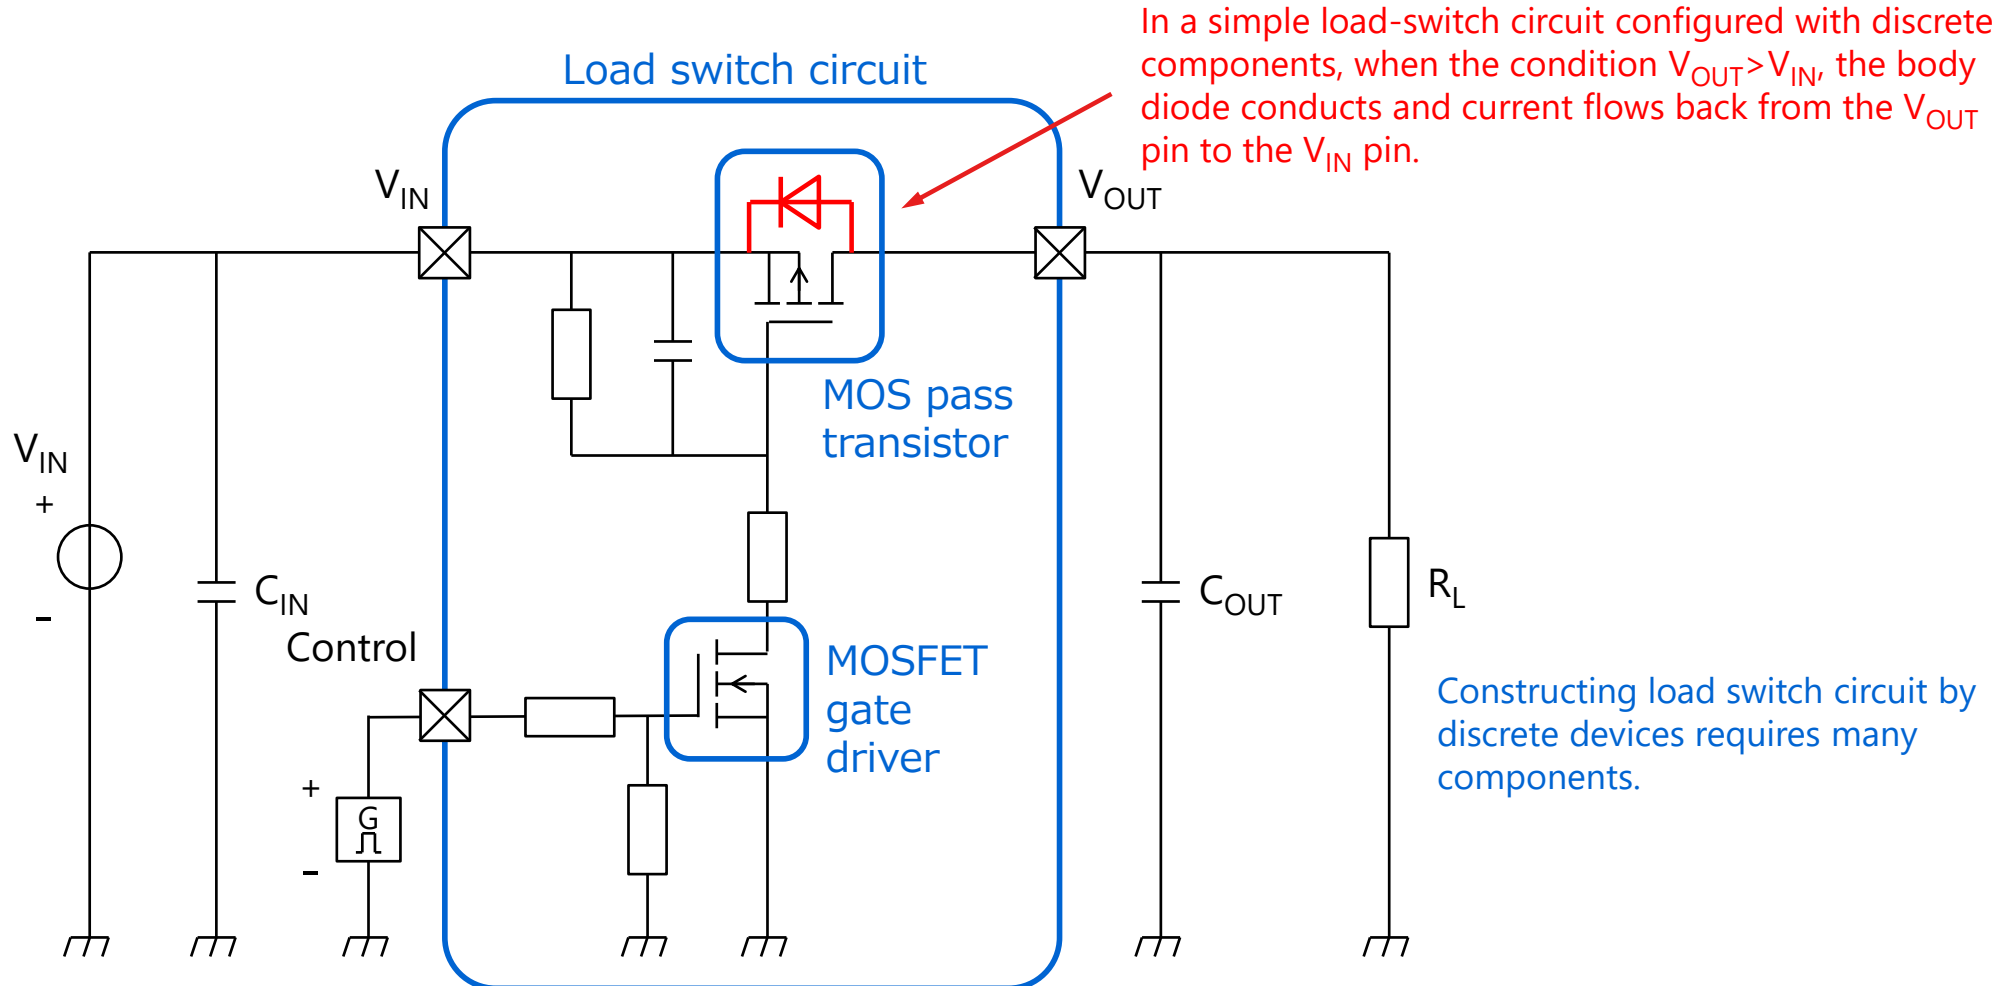 In a simple load-switch circuit configured with discrete
components, when the condition VOUT>VIN, the body
diode conducts and current flows back from the VOUT
pin to the VIN pin.
Load switch circuit
VIN
VOUT
MOS pass
transistor
VIN
+
-
CIN
COUT
RL
Control
MOSFET
gate
driver
Constructing load switch circuit by
discrete devices requires many
components.
+
G
-